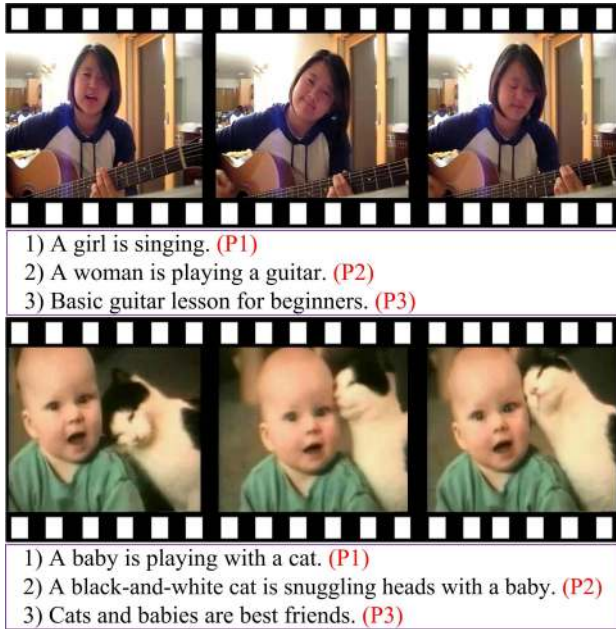 1) A girl is singing. (P1)
2) A woman is playing a guitar. (P2)
3) Basic guitar lesson for beginners. (P3)
1) A baby is playing with a cat. (P1)
2) A black-and-white cat is snuggling heads with a baby. (P2)
3) Cats and babies are best friends. (P3)